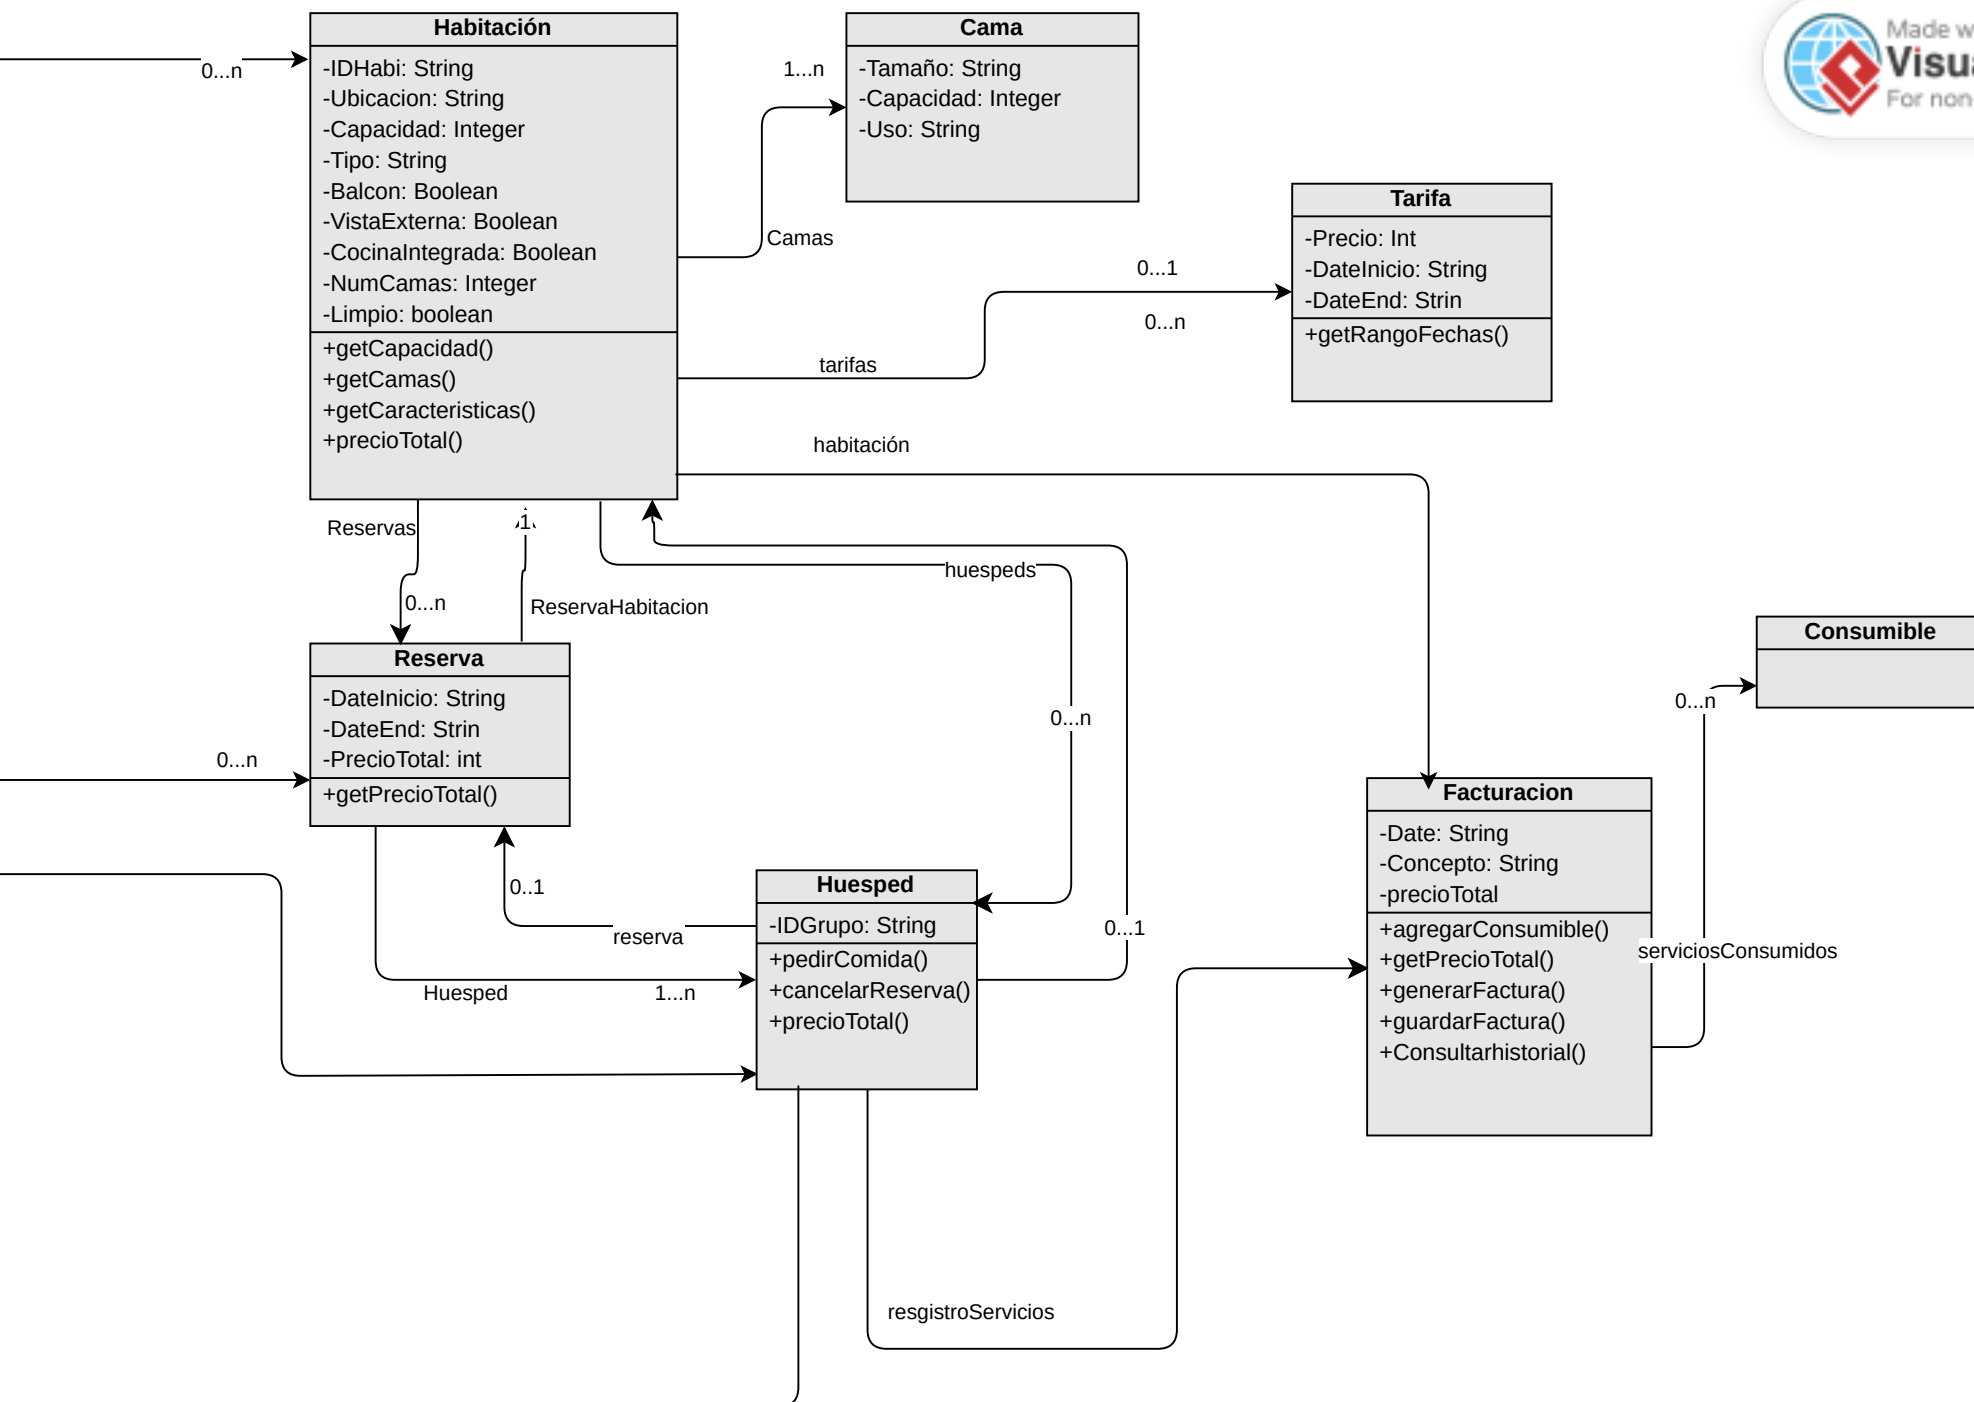 Habitación
-IDHabi: String
-Ubicacion: String
-Capacidad: Integer
-Tipo: String
-Balcon: Boolean
-VistaExterna: Boolean
-CocinaIntegrada: Boolean
-NumCamas: Integer
-Limpio: boolean
+getCapacidad()
+getCamas()
+getCaracteristicas()
+precioTotal()
0...n
Cama
-Tamaño: String
-Capacidad: Integer
-Uso: String
1...n
Camas
Made w
Visua
For non
Tarifa
-Precio: Int
-DateInicio: String
-DateEnd: Strin
+getRangoFechas()
0...1
0...n
tarifas
habitación
Reservas
1
0...n
ReservaHabitacion
huespeds
Reserva
-DateInicio: String
-DateEnd: Strin
-PrecioTotal: int
+getPrecioTotal()
0...n
0...n
Consumible
0...n
Facturacion
-Date: String
-Concepto: String
-precioTotal
+agregarConsumible()
+getPrecioTotal()
+generarFactura()
+guardarFactura()
+Consultarhistorial()
serviciosConsumidos
Huesped
-IDGrupo: String
+pedirComida()
+cancelarReserva()
+precioTotal()
0..1
reserva
0...1
Huesped
1...n
resgistroServicios